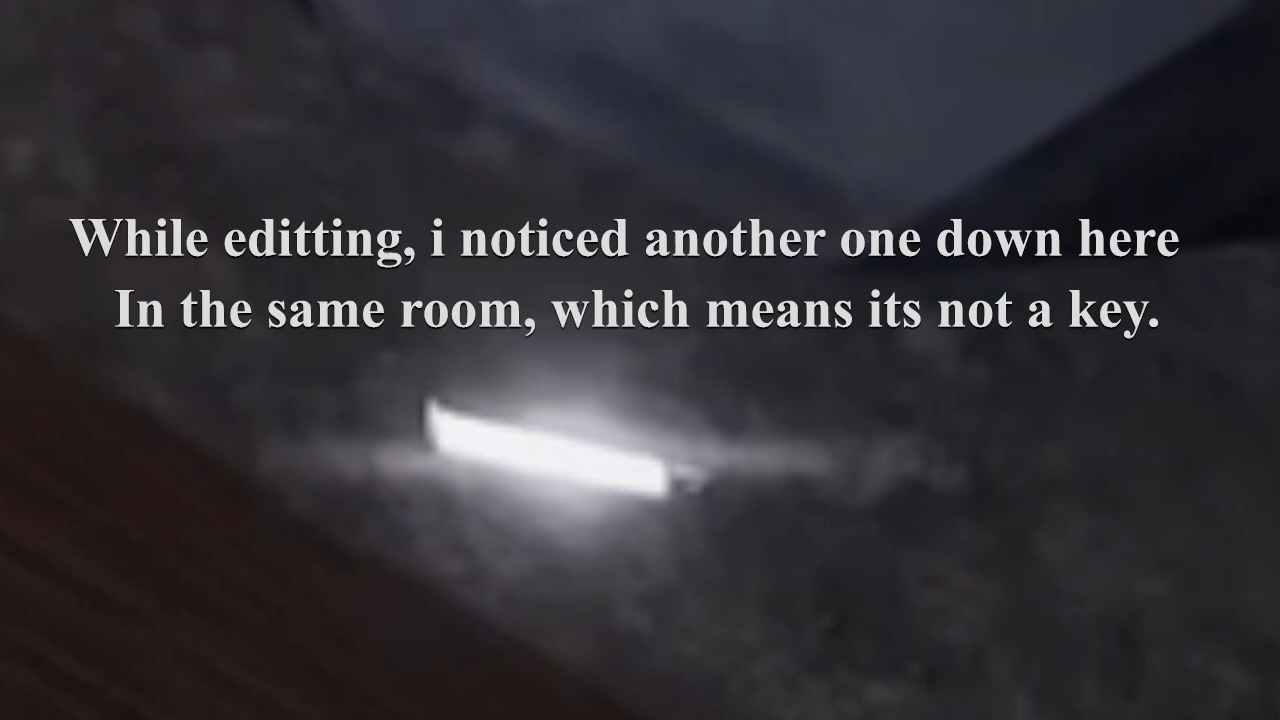 While editting, i noticed another one down here
In the same room, which means its not a key.